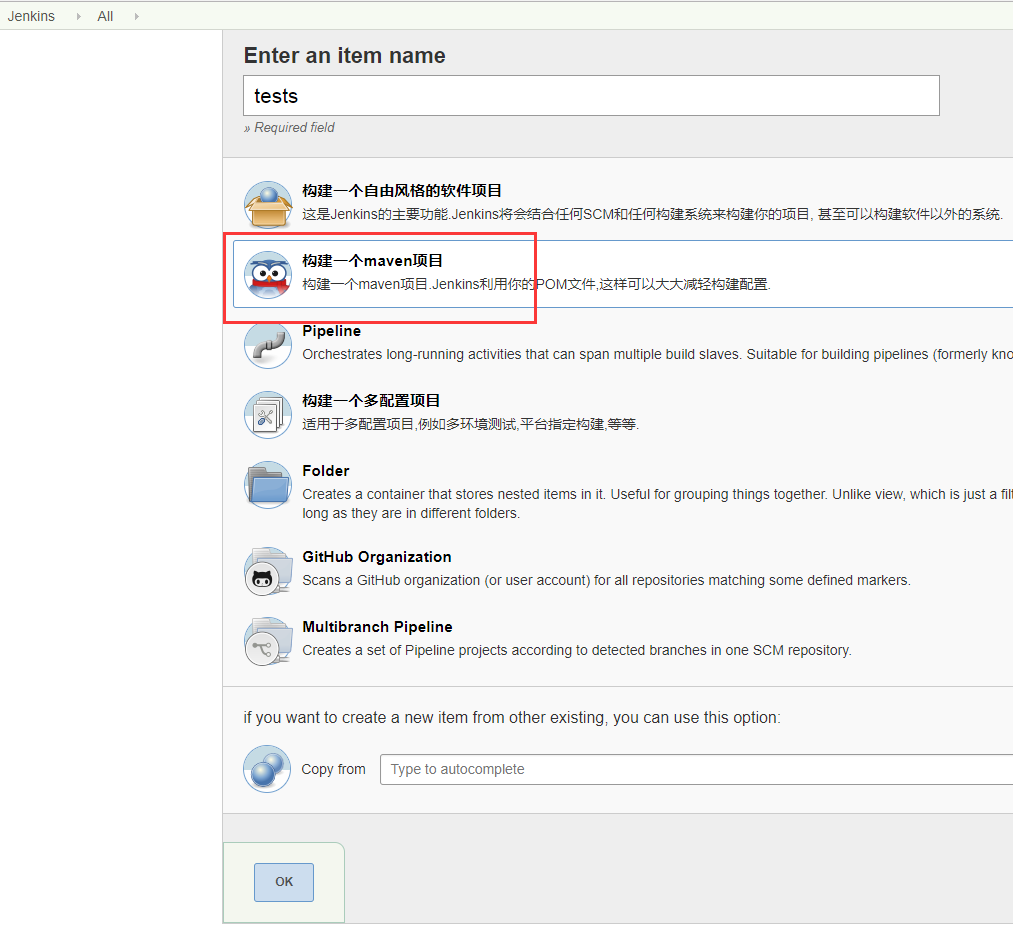 Jenkins All
Enter an item name
tests
» Required field
构建一个自由风格的软件项目
这是Jenkins的主要功能.Jenkins将会结合任何SCM和任何构建系统来构建你的项目, 甚至可以构建软件以外的系统.
构建一个maven项目
构建一个maven项目.Jenkins利用你的POM文件,这样可以大大减轻构建配置.
Pipeline
Orchestrates long-running activities that can span multiple build slaves. Suitable for building pipelines (formerly kno
构建一个多配置项目
适用于多配置项目,例如多环境测试,平台指定构建,等等.
Folder
Creates a container that stores nested items in it. Useful for grouping things together. Unlike view, which is just a filt
long as they are in different folders.
GitHub Organization
Scans a GitHub organization (or user account) for all repositories matching some defined markers.
Multibranch Pipeline
Creates a set of Pipeline projects according to detected branches in one SCM repository.
if you want to create a new item from other existing, you can use this option:
Copy from Type to autocomplete
OK